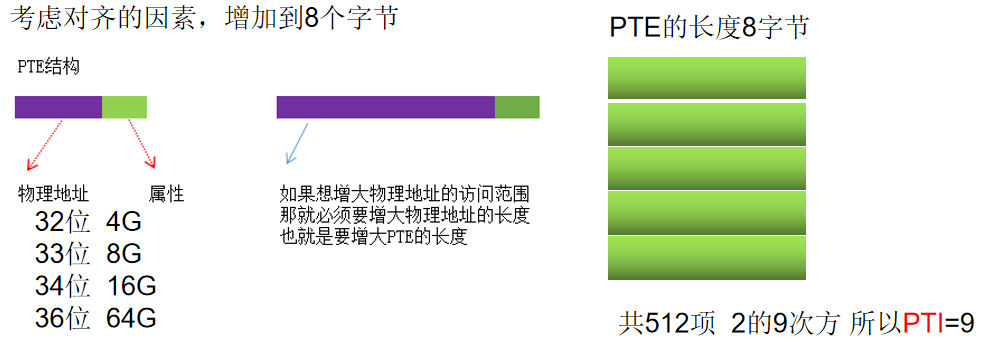 考虑对齐的因素，增加到8个字节
PTE的长度8字节
PTE结构
物理地址 属性
32位 4G
33位 8G
34位 16G
36位 64G
如果想增大物理地址的访问范围
那就必须要增大物理地址的长度
也就是要增大PTE的长度
共512项 2的9次方 所以PTI=9